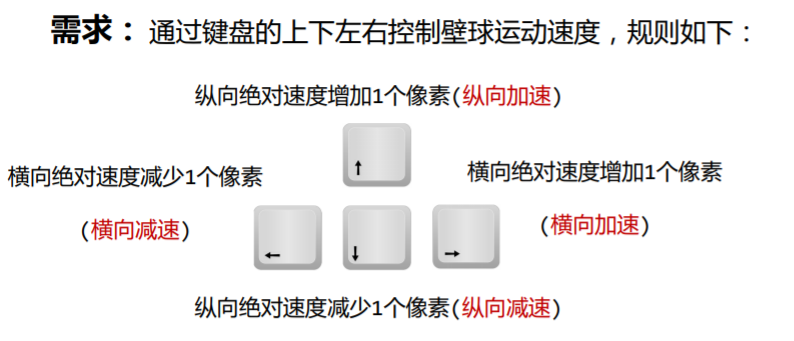 需求：通过键盘的上下左右控制壁球运动速度，规则如下：
纵向绝对速度增加1个像素(纵向加速)
↑
横向绝对速度减少1个像素
(横向减速)
横向绝对速度增加1个像素
(横向加速)
← ↓ →
纵向绝对速度减少1个像素(纵向减速)